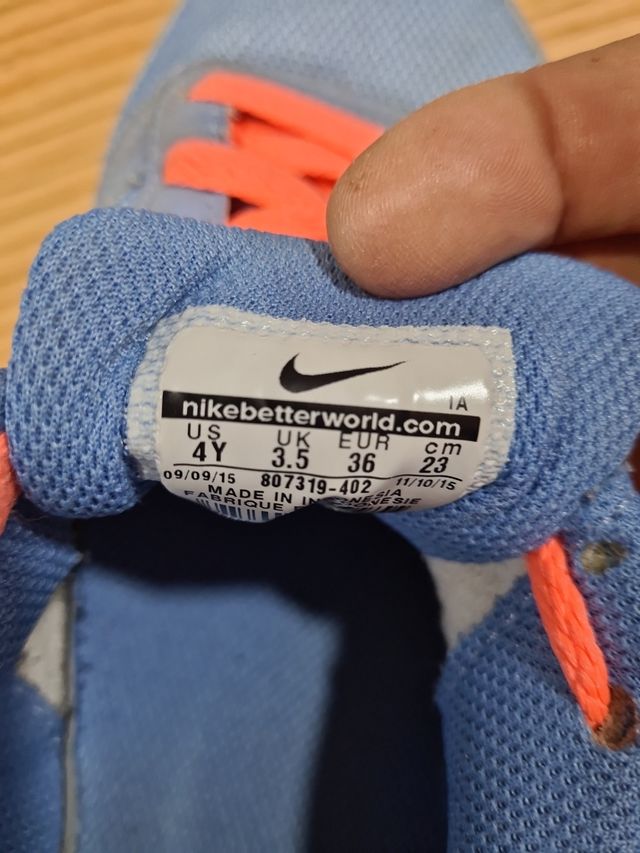 IA
nikebetterworld.com
US UK EUR cm
4Y 3.5 36 23
09/09/15 807319-402 11/10/15
MADE IN INDONESIA
FABRIQUE